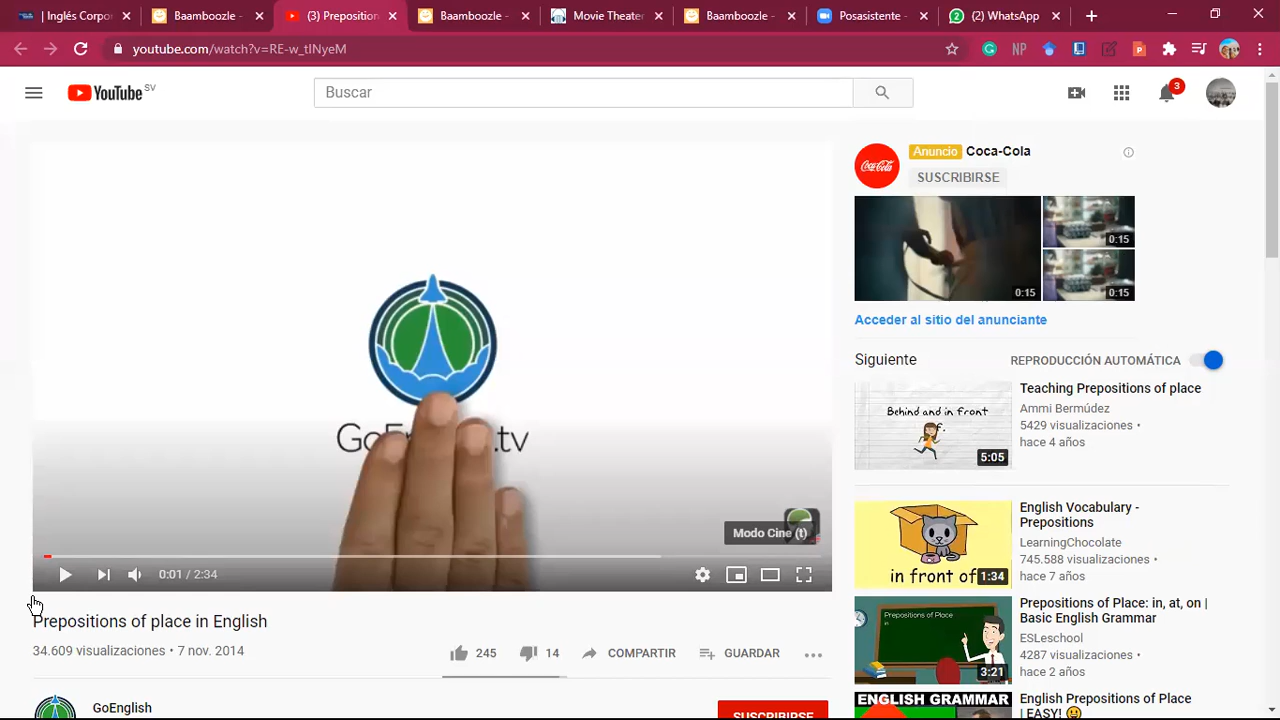 | Inglés Corpor
Baamboozle -
(3) Preposition
Baamboozle -
Movie Theater
Baamboozle -
Posasistente -
(2) WhatsApp
youtube.com/watch?v=RE-w_tINyeM
NP
YouTube SV
Buscar
3
Anuncio Coca-Cola
SUSCRIBIRSE
0:15
0:15
0:15
Acceder al sitio del anunciante
Siguiente
REPRODUCCIÓN AUTOMÁTICA
Behind and in front
5:05
Teaching Prepositions of place
Ammi Bermúdez
5429 visualizaciones •
hace 4 años
in front of
1:34
English Vocabulary -
Prepositions
LearningChocolate
745.588 visualizaciones •
hace 7 años
Prepositions of Place
in
3:21
Prepositions of Place: in, at, on |
Basic English Grammar
ESLeschool
4287 visualizaciones •
hace 2 años
ENGLISH GRAMMAR
English Prepositions of Place
| EASY!
Modo Cine (t)
0:01 / 2:34
Prepositions of place in English
34.609 visualizaciones • 7 nov. 2014
245
14
COMPARTIR
GUARDAR
GoEnglish
SUSCRIBIRSE